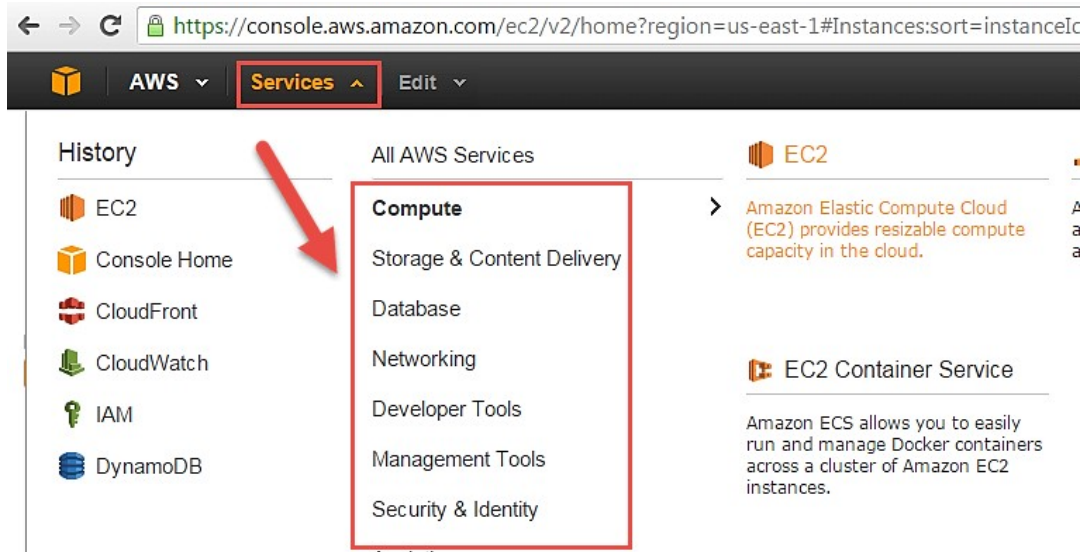 https://console.aws.amazon.com/ec2/v2/home?region=us-east-1#Instances:sort=instanceId
AWS
Services
Edit
History
EC2
Console Home
CloudFront
CloudWatch
IAM
DynamoDB
All AWS Services
Compute
Storage & Content Delivery
Database
Networking
Developer Tools
Management Tools
Security & Identity
EC2
Amazon Elastic Compute Cloud
(EC2) provides resizable compute
capacity in the cloud.
EC2 Container Service
Amazon ECS allows you to easily
run and manage Docker containers
across a cluster of Amazon EC2
instances.